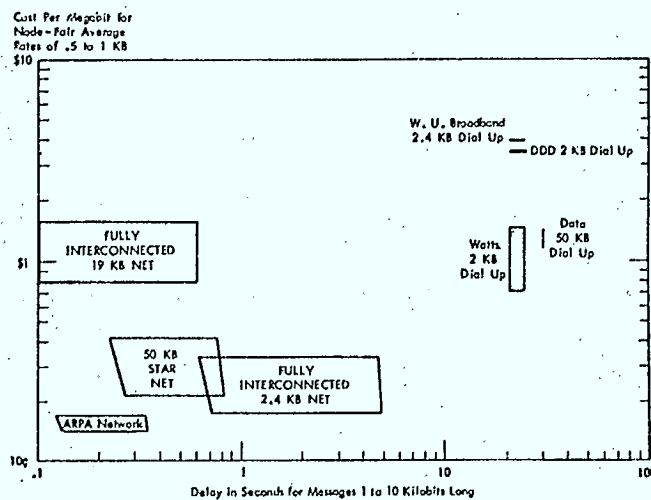 Cost Per Megabit for
Node-Pair Average
Rates of .5 to 1 KB
$10
W. U. Broadband
2.4 KB Dial Up
DDD 2 KB Dial Up
FULLY
INTERCONNECTED
19 KB NET
Watts
2 KB
Dial Up
Data
50 KB
Dial Up
$1
50 KB
STAR
NET
FULLY
INTERCONNECTED
2.4 KB NET
ARPA Network
10¢
.1
1
10
100
Delay In Seconds for Messages 1 to 10 Kilobits Long